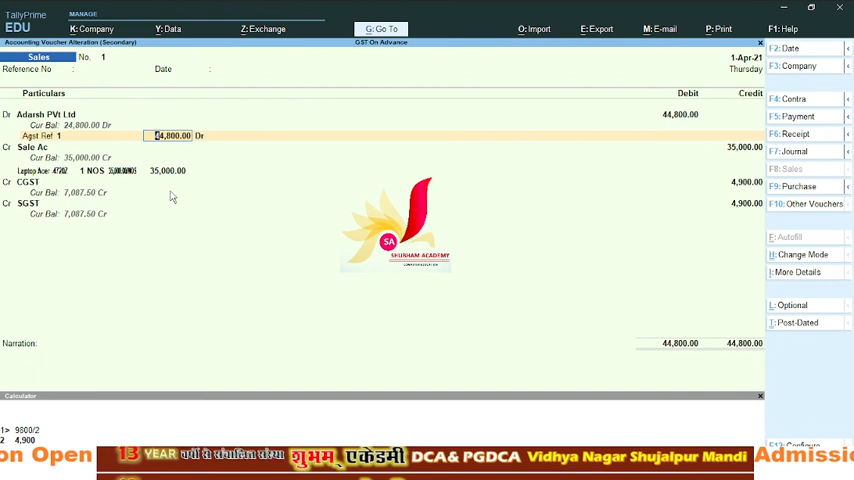 TallyPrime MANAGE
EDU K:Company Y:Data Z:Exchange G:Go To O:Import E:Export M:E-mail P:Print F1:Help
Accounting Voucher Alteration (Secondary) GST On Advance
Sales No. 1 1-Apr-21
Reference No : Date : Thursday
Particulars Debit Credit
Dr Adarsh PVt Ltd 44,800.00
Cur Bal: 24,800.00 Dr
Agst Ref 1 44,800.00 Dr
Cr Sale Ac 35,000.00
Cur Bal: 35,000.00 Cr
Laptop Acer 1 NOS 35,000.00
Cr CGST 4,900.00
Cur Bal: 7,087.50 Cr
Cr SGST 4,900.00
Cur Bal: 7,087.50 Cr
SA
SHUBHAM ACADEMY
Narration: 44,800.00 44,800.00
Calculator
1> 9800/2
2 4,900
F2: Date
F3: Company
F4: Contra
F5: Payment
F6: Receipt
F7: Journal
F8: Sales
F9: Purchase
F10: Other Vouchers
F: Autofill
H: Change Mode
I: More Details
L: Optional
T: Post-Dated
F12: Configure
on Open 13 YEAR वर्षो से संचालित संस्था शुभम् एकेडमी DCA& PGDCA Vidhya Nagar Shujalpur Mandi Admissio